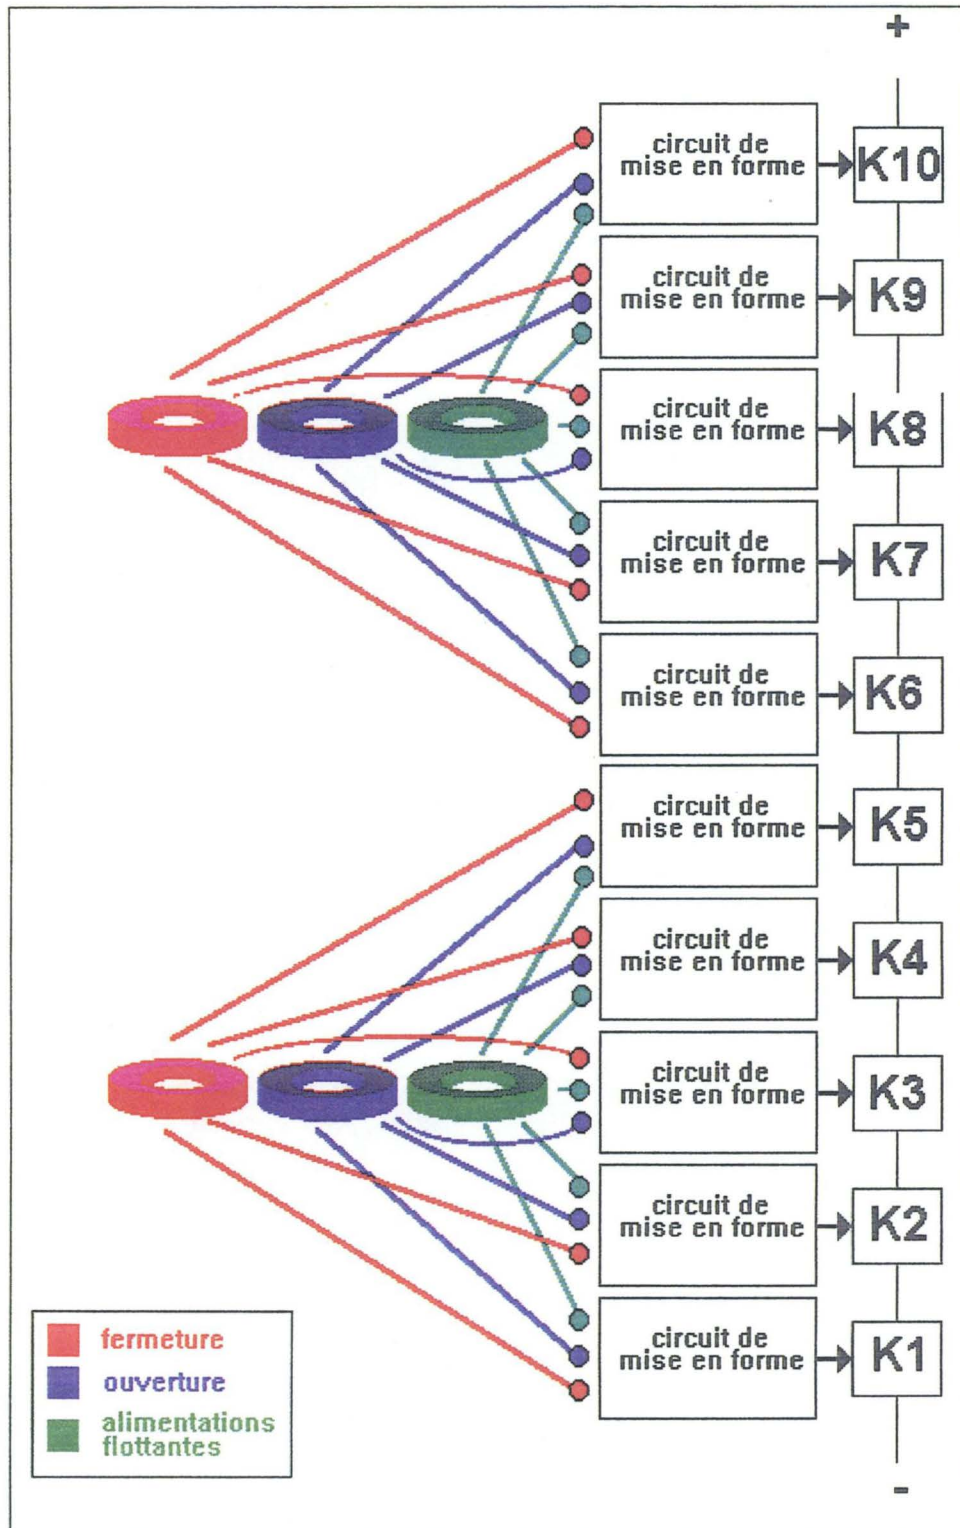 +
circuit de
mise en forme
K10
circuit de
mise en forme
K9
circuit de
mise en forme
K8
circuit de
mise en forme
K7
circuit de
mise en forme
K6
circuit de
mise en forme
K5
circuit de
mise en forme
K4
circuit de
mise en forme
K3
circuit de
mise en forme
K2
circuit de
mise en forme
K1
fermeture
ouverture
alimentations
flottantes
-